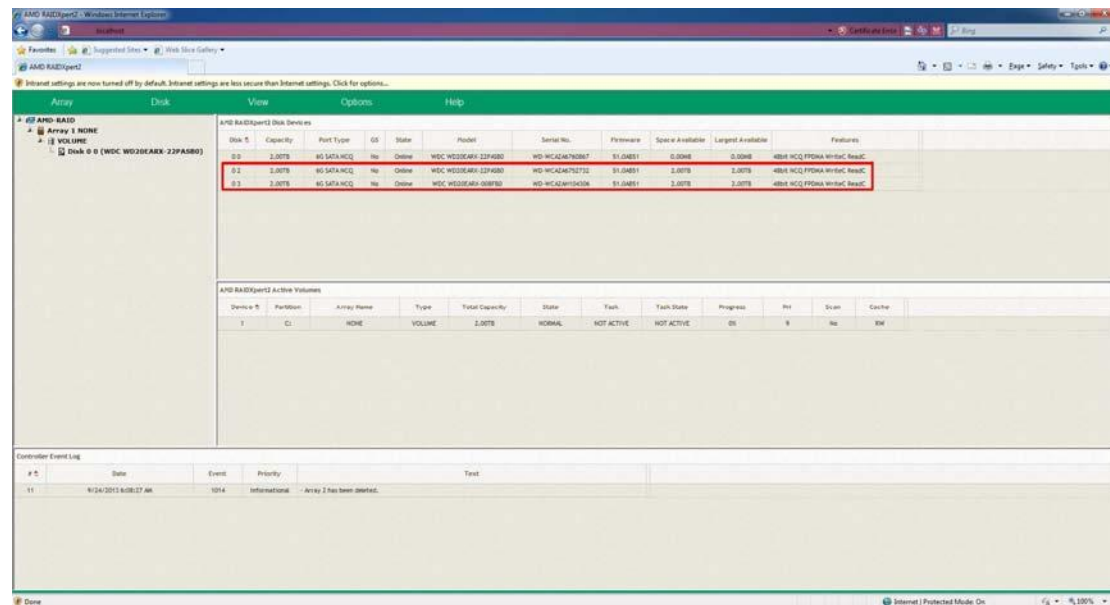 AMD RAIDXpert2 - Windows Internet Explorer
localhost
Certificate Error
Bing
Favorites Suggested Sites Web Slice Gallery
AMD RAIDXpert2
Page Safety Tools
Intranet settings are now turned off by default. Intranet settings are less secure than Internet settings. Click for options...
Array Disk View Options Help
AMD-RAID
Array 1 NONE
VOLUME
Disk 0 0 (WDC WD20EARX-22PASB0)
AMD RAIDXpert2 Disk Devices
Disk Capacity Port Type GS State Model Serial No. Firmware Space Available Largest Available Features
0 0 2.00TB 6G SATA NCQ No Online WDC WD20EARX-22PASB0 51.0AB51 0.00MB 0.00MB 48bit NCQ FPDMA WriteC ReadC
0 2 2.00TB 6G SATA NCQ No Online WDC WD20EARX-22PASB0 51.0AB51 2.00TB 2.00TB 48bit NCQ FPDMA WriteC ReadC
0 3 2.00TB 6G SATA NCQ No Online 51.0AB51 2.00TB 2.00TB 48bit NCQ FPDMA WriteC ReadC
AMD RAIDXpert2 Active Volumes
Device Partition Array Name Type Total Capacity State Task Task State Progress Pri Scan Cache
1 C: NONE VOLUME 2.00TB NORMAL NOT ACTIVE NOT ACTIVE 0% 9 No RW
Controller Event Log
# Date Event Priority Text
11 9/24/2013 6:08:27 AM 1014 Informational - Array 2 has been deleted.
Done
Internet | Protected Mode: On
100%